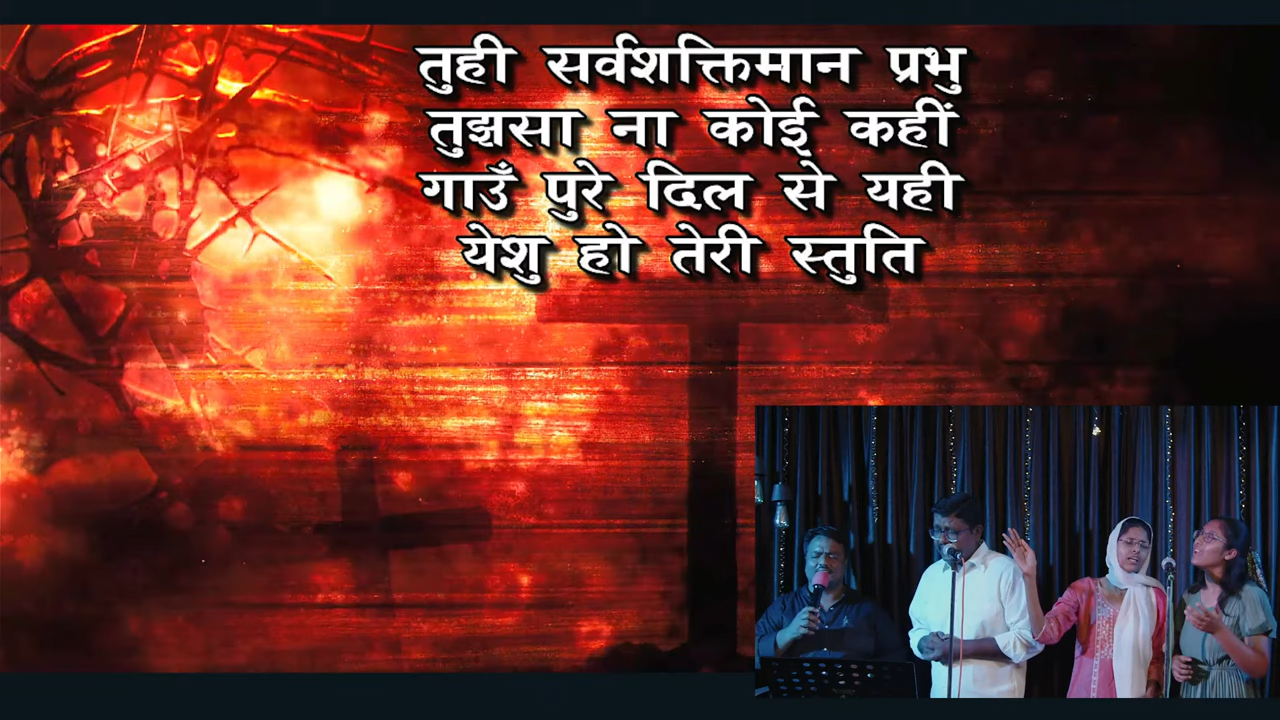 तुही सर्वशक्तिमान प्रभु
तुझसा ना कोई कहीं
गाउँ पुरे दिल से यही
येशु हो तेरी स्तुति